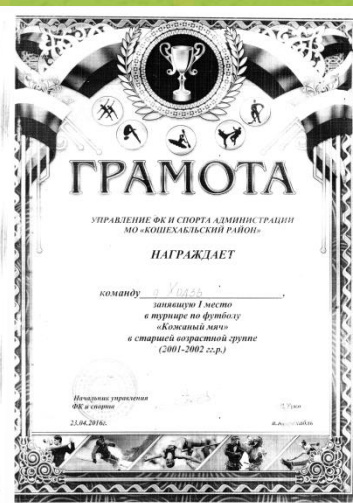 ГРАМОТА
УПРАВЛЕНИЕ ФК И СПОРТА АДМИНИСТРАЦИИ
МО «КОШЕХАБЛЬСКИЙ РАЙОН»
НАГРАЖДАЕТ
команду а. Ходзь,
занявшую I место
в турнире по футболу
«Кожаный мяч»
в старшей возрастной группе
(2001-2002 гг.р.)
Начальник управления
ФК и спорта
23.04.2016г.